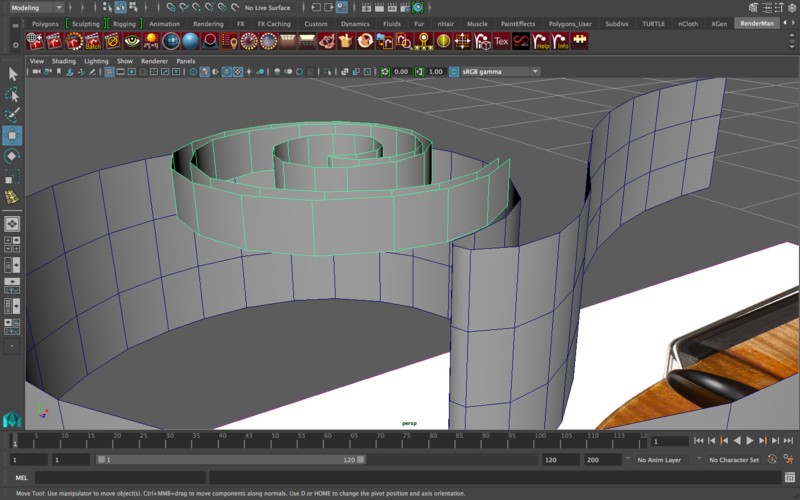 Modeling
No Live Surface
Polygons Sculpting Rigging Animation Rendering FX FX Caching Custom Dynamics Fluids Fur nHair Muscle PaintEffects Polygons_User Subdivs TURTLE nCloth XGen RenderMan
Batch Tex Help Info
View Shading Lighting Show Renderer Panels
0.00 1.00 sRGB gamma
persp
1 5 10 15 20 25 30 35 40 45 50 55 60 65 70 75 80 85 90 95 100 105 110 115 12 1
1 1 1 120 120 200 No Anim Layer No Character Set
MEL
Move Tool: Use manipulator to move object(s). Ctrl+MMB+drag to move components along normals. Use D or HOME to change the pivot position and axis orientation.